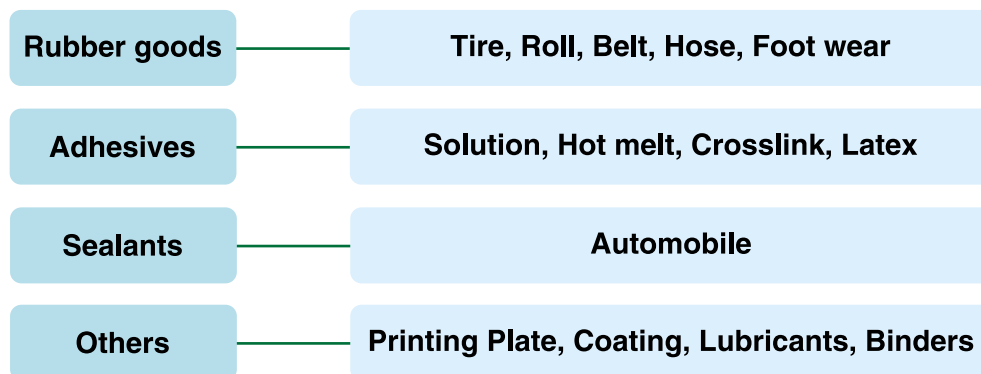 Rubber goods
Tire, Roll, Belt, Hose, Foot wear
Adhesives
Solution, Hot melt, Crosslink, Latex
Sealants
Automobile
Others
Printing Plate, Coating, Lubricants, Binders